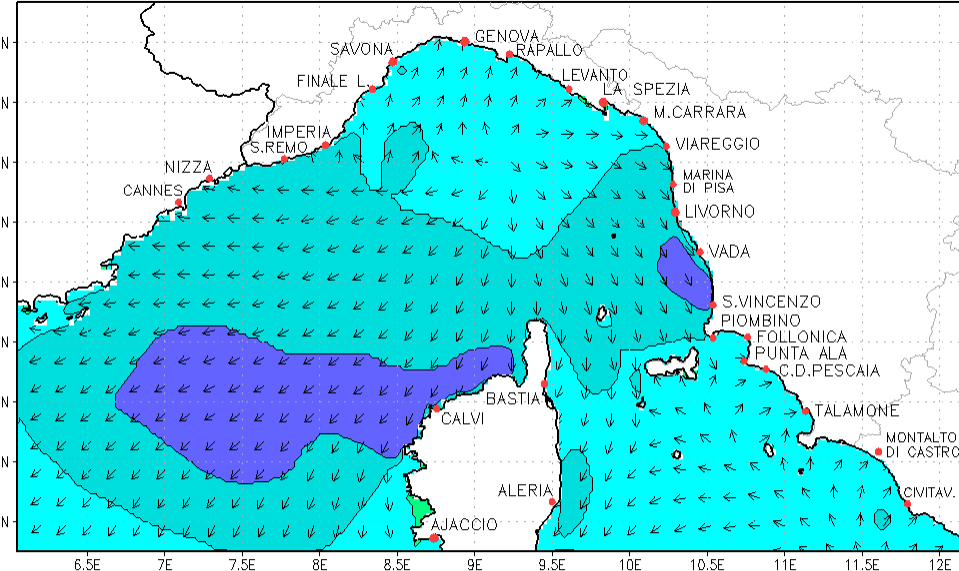 GENOVA
SAVONA
RAPALLO
FINALE L.
LEVANTO
LA SPEZIA
M.CARRARA
IMPERIA
S.REMO
VIAREGGIO
NIZZA
MARINA
DI PISA
CANNES
LIVORNO
VADA
S.VINCENZO
PIOMBINO
FOLLONICA
PUNTA ALA
C.D.PESCAIA
BASTIA
CALVI
TALAMONE
MONTALTO
DI CASTRO
ALERIA
CIVITAV.
AJACCIO
N
N
N
N
N
N
N
N
N
6.5E 7E 7.5E 8E 8.5E 9E 9.5E 10E 10.5E 11E 11.5E 12E